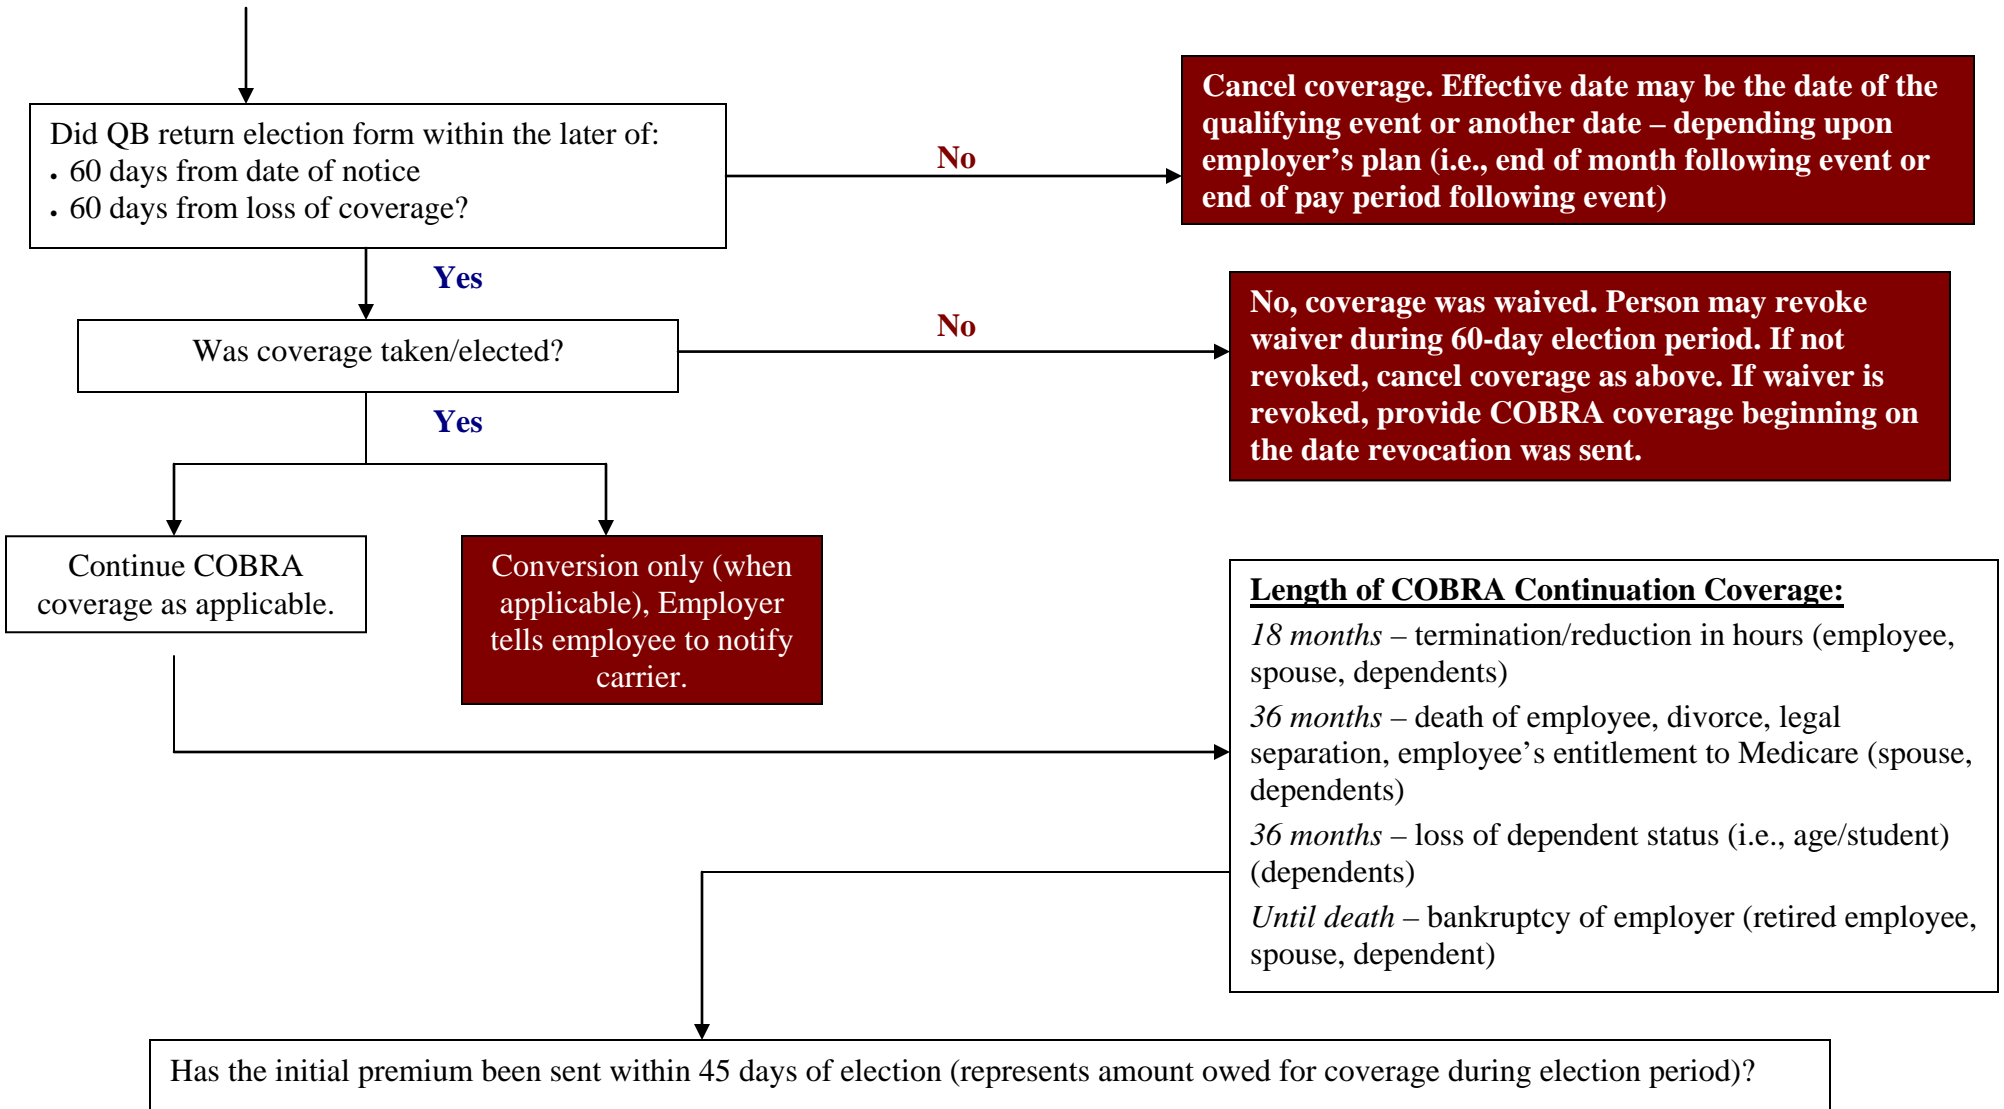 Did QB return election form within the later of:
• 60 days from date of notice
• 60 days from loss of coverage?
No
Cancel coverage. Effective date may be the date of the
qualifying event or another date – depending upon
employer’s plan (i.e., end of month following event or
end of pay period following event)
Yes
Was coverage taken/elected?
No
No, coverage was waived. Person may revoke
waiver during 60-day election period. If not
revoked, cancel coverage as above. If waiver is
revoked, provide COBRA coverage beginning on
the date revocation was sent.
Yes
Continue COBRA
coverage as applicable.
Conversion only (when
applicable), Employer
tells employee to notify
carrier.
Length of COBRA Continuation Coverage:
18 months – termination/reduction in hours (employee,
spouse, dependents)
36 months – death of employee, divorce, legal
separation, employee’s entitlement to Medicare (spouse,
dependents)
36 months – loss of dependent status (i.e., age/student)
(dependents)
Until death – bankruptcy of employer (retired employee,
spouse, dependent)
Has the initial premium been sent within 45 days of election (represents amount owed for coverage during election period)?